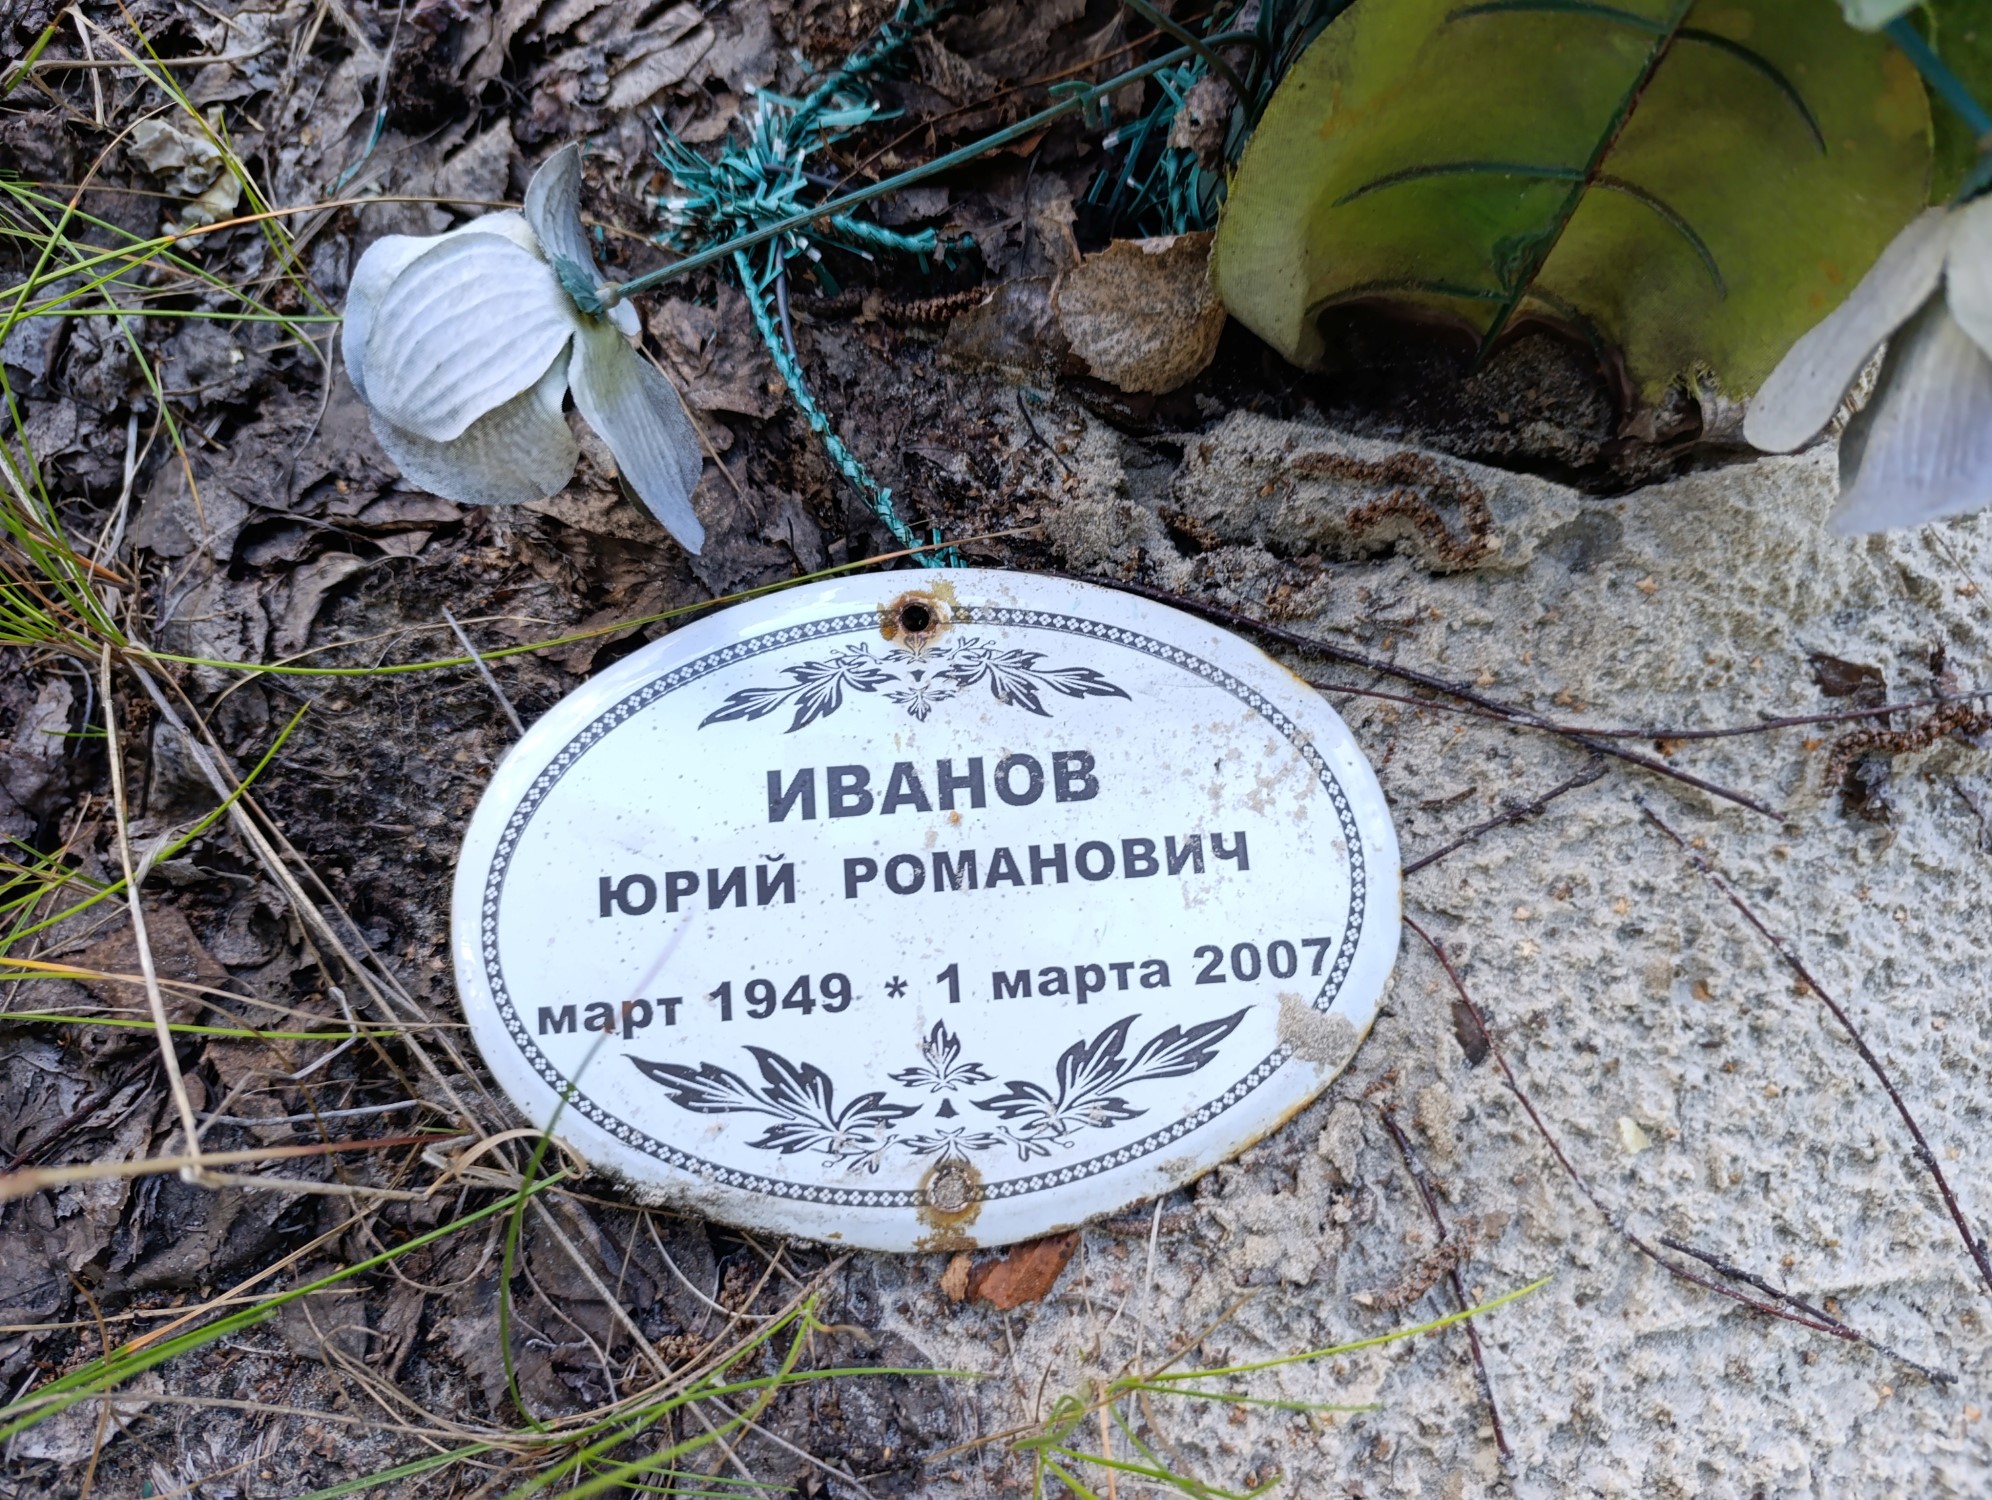 ИВАНОВ
ЮРИЙ РОМАНОВИЧ
март 1949 * 1 марта 2007